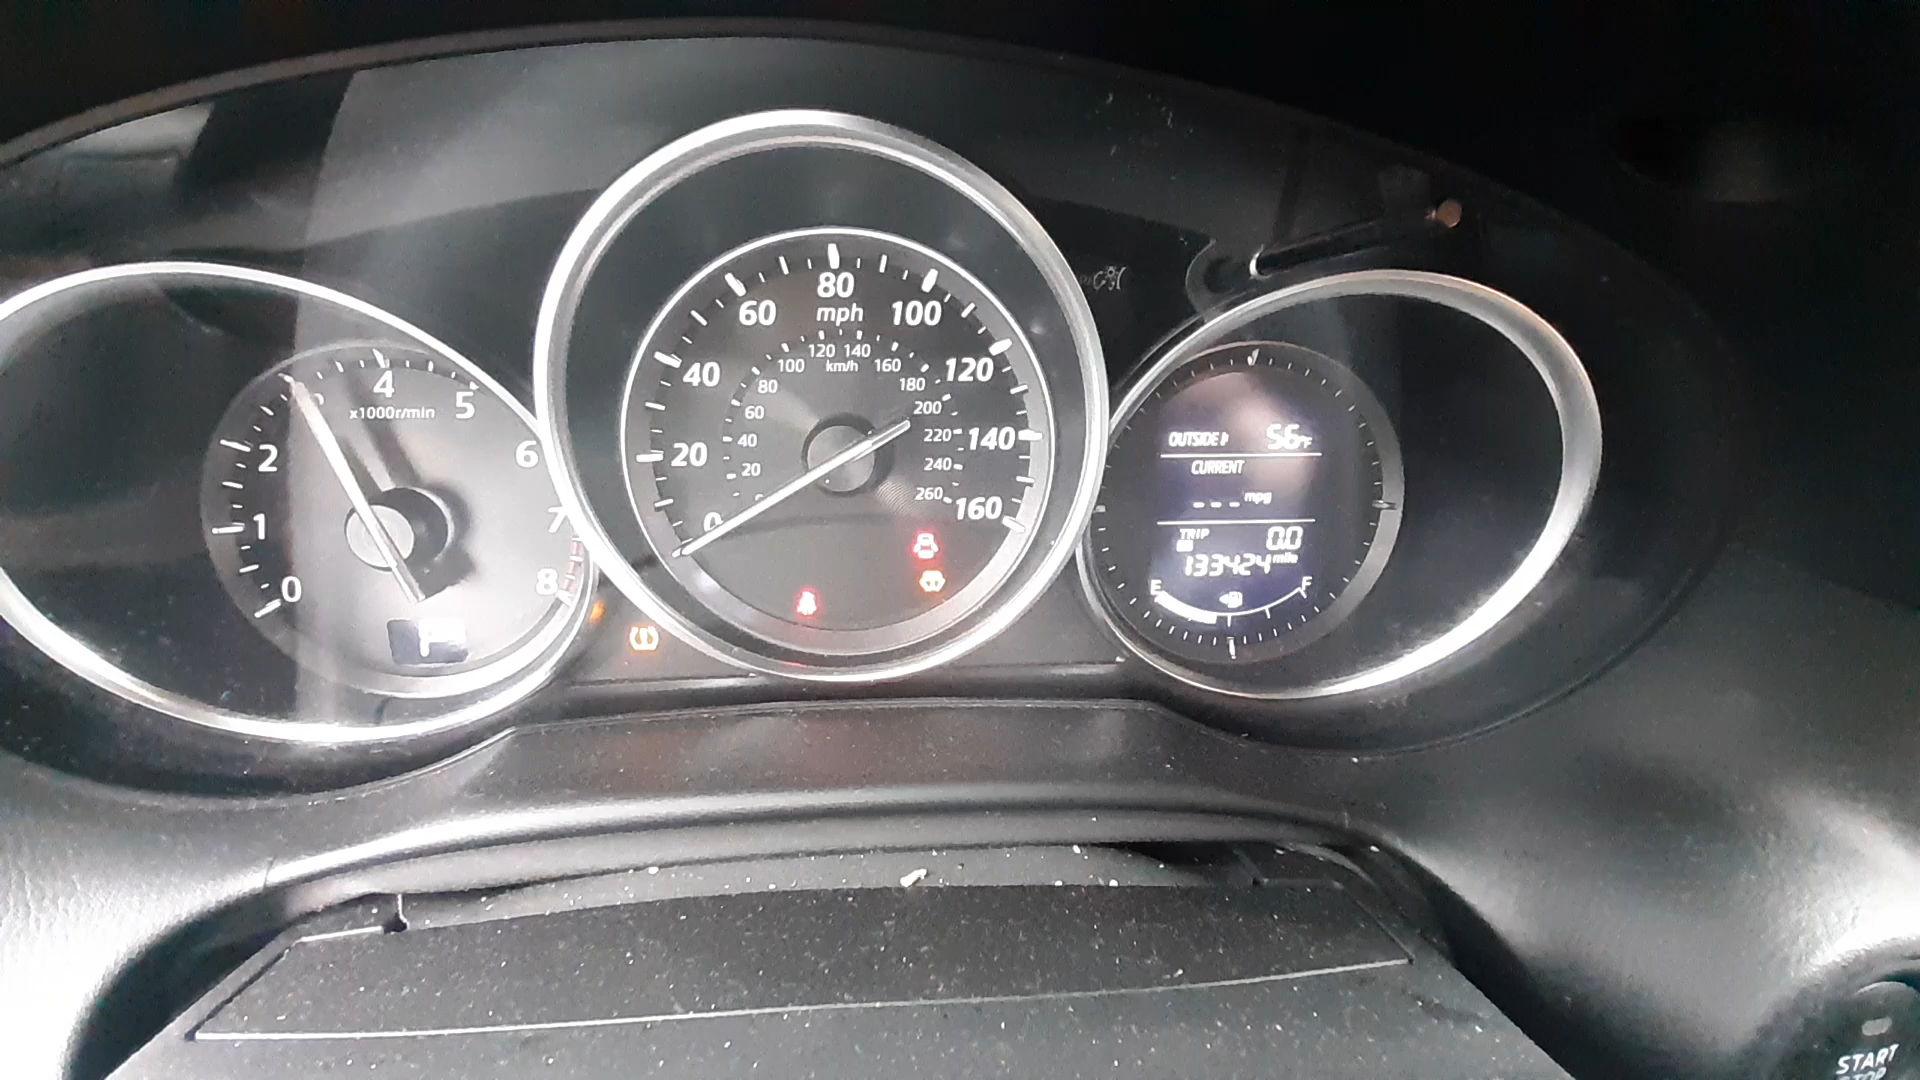 0
1
2
4
5
6
7
8
x1000r/min
P
0
20
40
60
80
100
120
140
160
mph
20
40
60
80
100
120
140
160
180
200
220
240
260
km/h
OUTSIDE 56°F
CURRENT
--- mpg
TRIP 0.0
133424 mile
E F
START
STOP